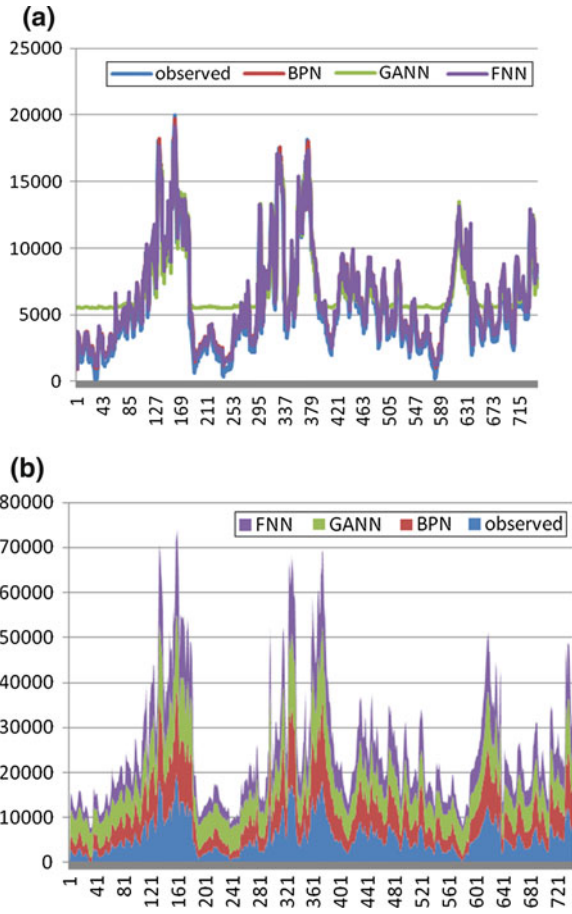 (a)
25000
observed BPN GANN FNN
20000
15000
10000
5000
0
1 43 85 127 169 211 253 295 337 379 421 463 505 547 589 631 673 715
(b)
80000
FNN GANN BPN observed
70000
60000
50000
40000
30000
20000
10000
0
1 41 81 121 161 201 241 281 321 361 401 441 481 521 561 601 641 681 721